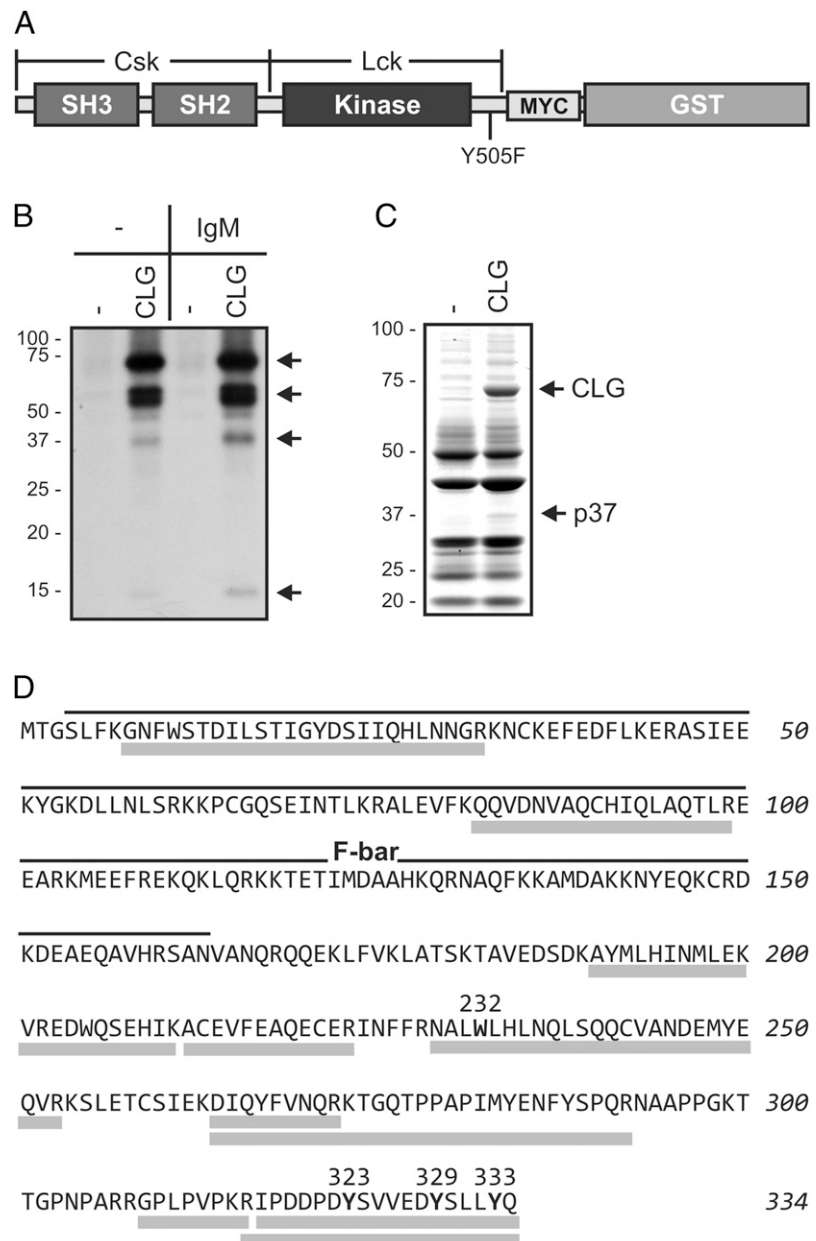 A
Csk Lck
SH3 SH2 Kinase MYC GST
Y505F
B
- IgM
- CLG - CLG
100 -
75 -
50 -
37 -
25 -
20 -
15 -
C
- CLG
100 -
75 -
CLG
50 -
37 -
p37
25 -
20 -
D
MTGSLFKGNFWSTDILSTIGYDSIIQHLNNGRKNCKEFEDFLKERASIEE 50
KYGKDLLNLSRKKPCGQSEINTLKRALEVFKQQVDNVAQCHIQLAQTLRE 100
F-bar
EARKMEEFREKQKLQRKKTETIMDAAHKQRNAQFKKAMDAKKNYEQKCRD 150
KDEAEQAVHRSANVANQRQQEKLFVKLATSKTAVEDSDKAYMLHINMLEK 200
232
VREDWQSEHIKACEVFEAQECERINFFRNALWLHLNQLSQQCVANDEMYE 250
QVRKSLETCSIEKDIQYFVNQRKTGQTPPAPIMYENFYSPQRNAAPPGKT 300
323 329 333
TGPNPARRGPLPVPKRIPDDPDYSVVEDYSLLYQ 334